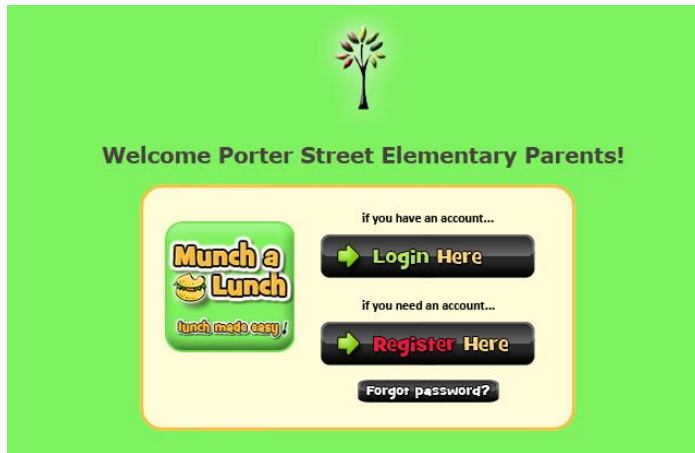 Welcome Porter Street Elementary Parents!
if you have an account...
Munch a
Lunch
lunch made easy!
Login Here
if you need an account...
Register Here
Forgot password?